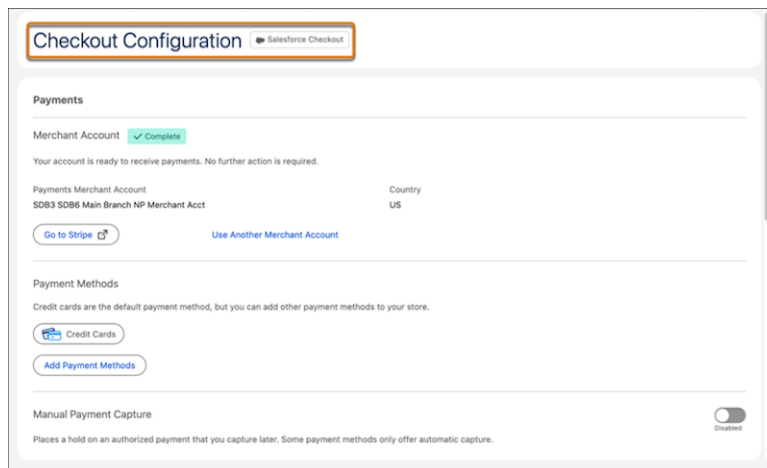 Checkout Configuration Salesforce Checkout
Payments
Merchant Account Complete
Your account is ready to receive payments. No further action is required.
Payments Merchant Account Country
SDB3 SDB6 Main Branch NP Merchant Acct US
Go to Stripe Use Another Merchant Account
Payment Methods
Credit cards are the default payment method, but you can add other payment methods to your store.
Credit Cards
Add Payment Methods
Manual Payment Capture
Disabled
Places a hold on an authorized payment that you capture later. Some payment methods only offer automatic capture.